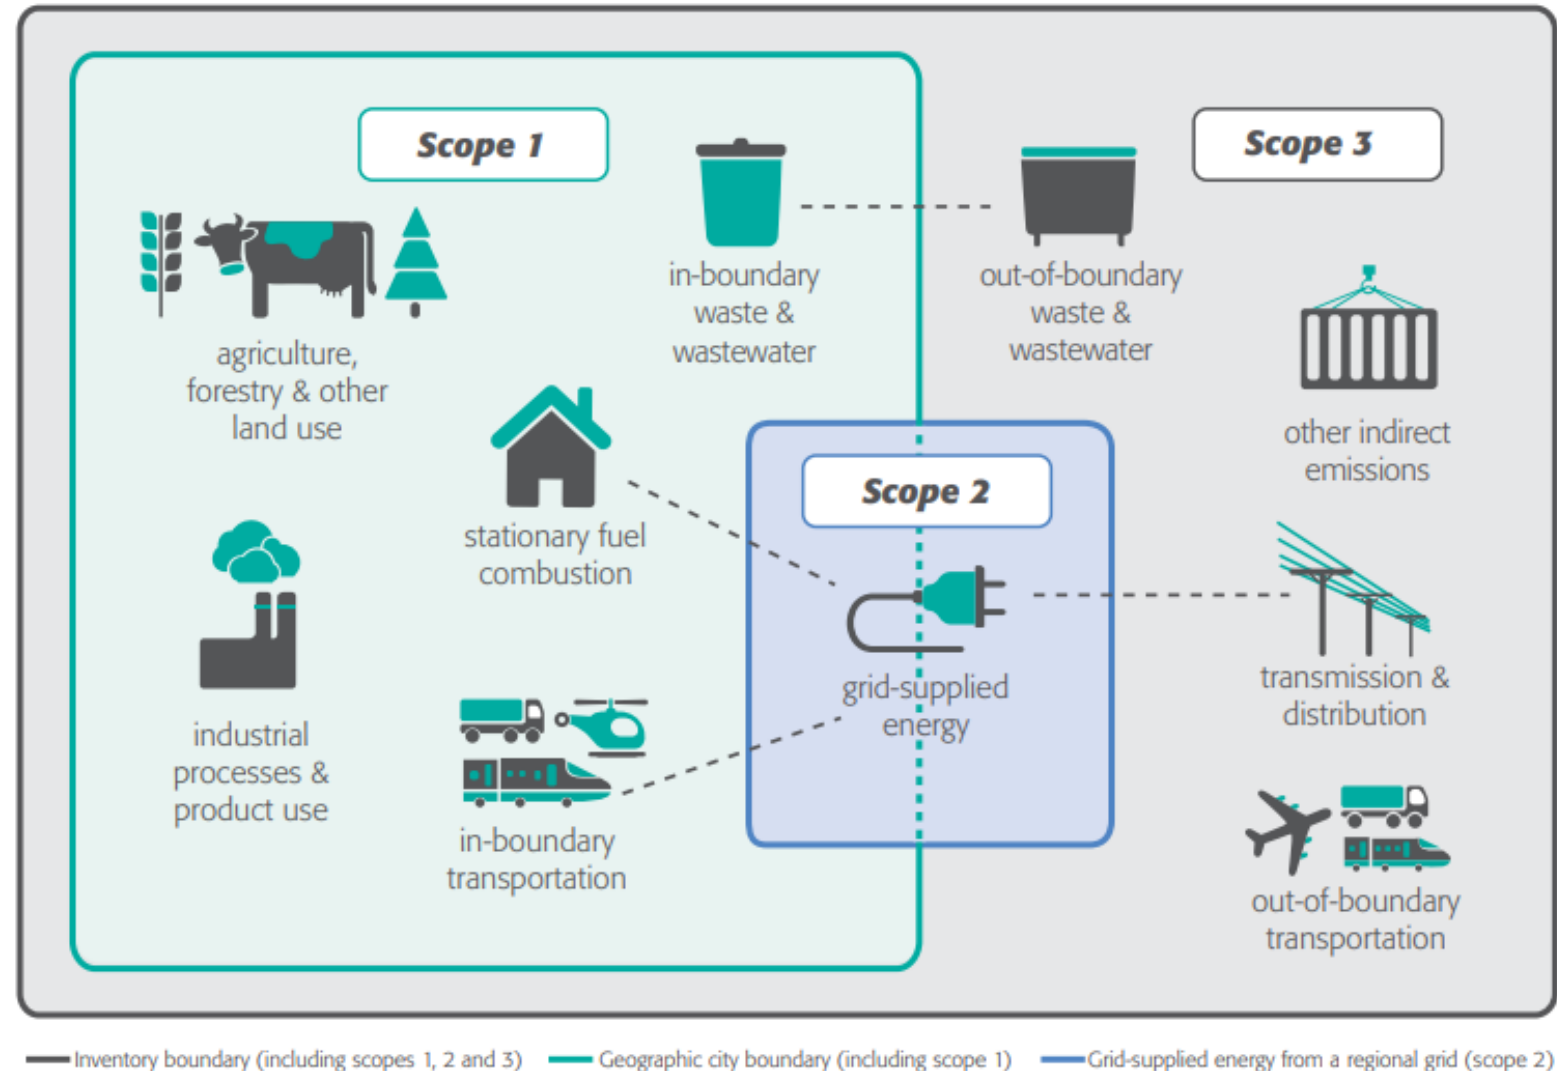 Scope 1
Scope 3
in-boundary
waste &
wastewater
out-of-boundary
waste &
wastewater
agriculture,
forestry & other
land use
other indirect
emissions
Scope 2
stationary fuel
combustion
grid-supplied
energy
transmission &
distribution
industrial
processes &
product use
in-boundary
transportation
out-of-boundary
transportation
Inventory boundary (including scopes 1, 2 and 3)
Geographic city boundary (including scope 1)
Grid-supplied energy from a regional grid (scope 2)